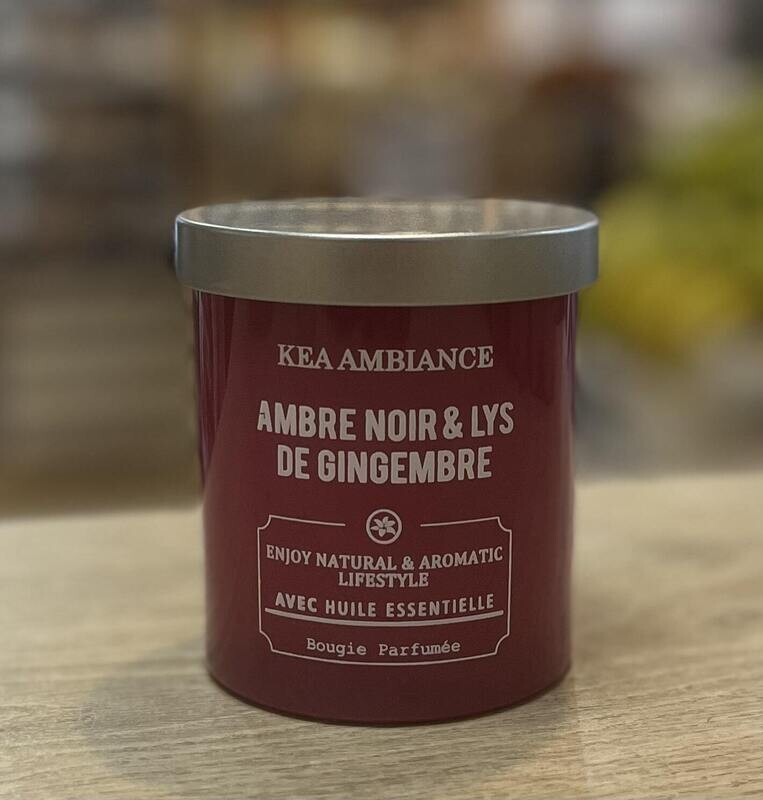 KEA AMBIANCE
AMBRE NOIR & LYS
DE GINGEMBRE
ENJOY NATURAL & AROMATIC
LIFESTYLE
AVEC HUILE ESSENTIELLE
Bougie Parfumée